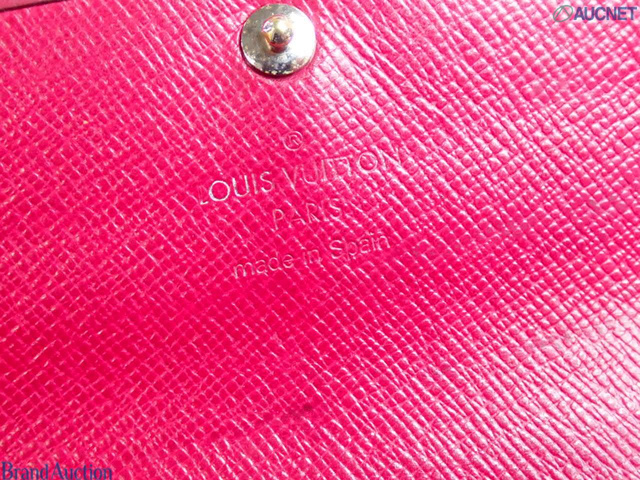 AUCNET
®
LOUIS VUITTON
PARIS
made in Spain
Brand Auction